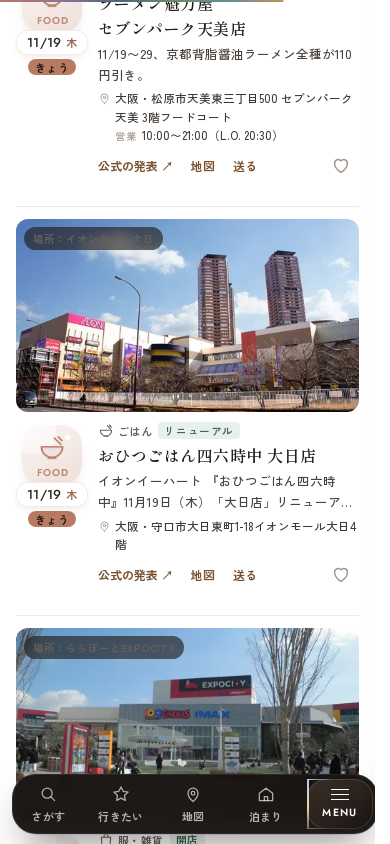 ラーメン魁力屋
セブンパーク天美店
FOOD
11/19 木
きょう
11/19〜29、京都背脂醤油ラーメン全種が110
円引き。
大阪・松原市天美東三丁目500 セブンパーク
天美 3階フードコート
営業 10:00〜21:00（L.O. 20:30）
公式の発表 ↗ 地図 送る
場所：イオンモール大日
AEON
ごはん リニューアル
おひつごはん四六時中 大日店
FOOD
11/19 木
きょう
イオンイーハート 『おひつごはん四六時
中』11月19日（木）「大日店」リニューア…
大阪・守口市大日東町1-18イオンモール大日4
階
公式の発表 ↗ 地図 送る
場所：ららぽーとEXPOCITY
EXPOCITY
CINEMAS IMAX
さがす 行きたい 地図 泊まり MENU
服・雑貨 開店